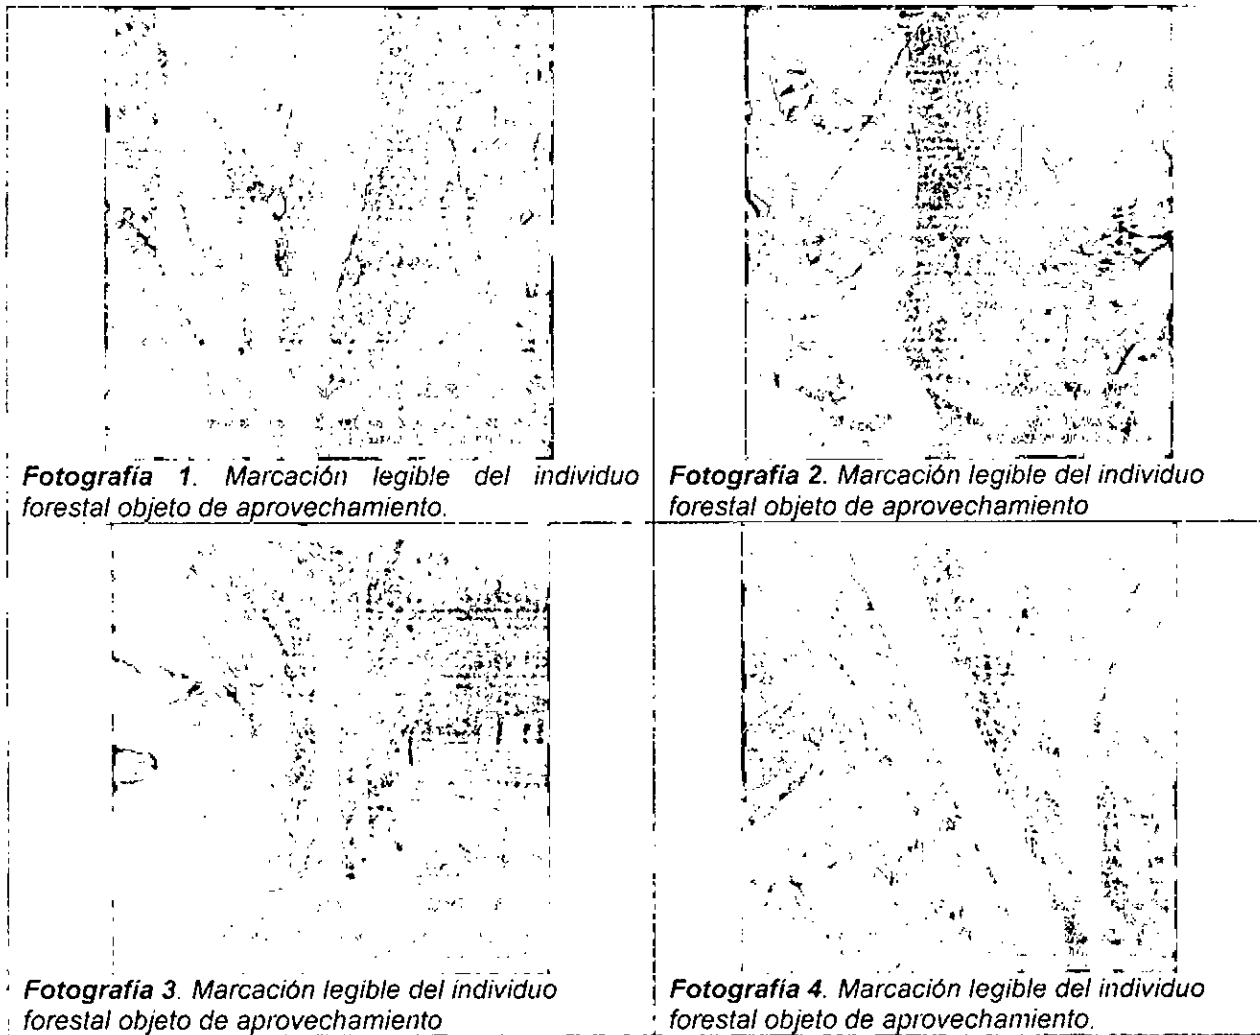 Fotografía 1. Marcación legible del individuo
forestal objeto de aprovechamiento.
Fotografía 2. Marcación legible del individuo
forestal objeto de aprovechamiento
Fotografía 3. Marcación legible del individuo
forestal objeto de aprovechamiento
Fotografía 4. Marcación legible del individuo
forestal objeto de aprovechamiento.